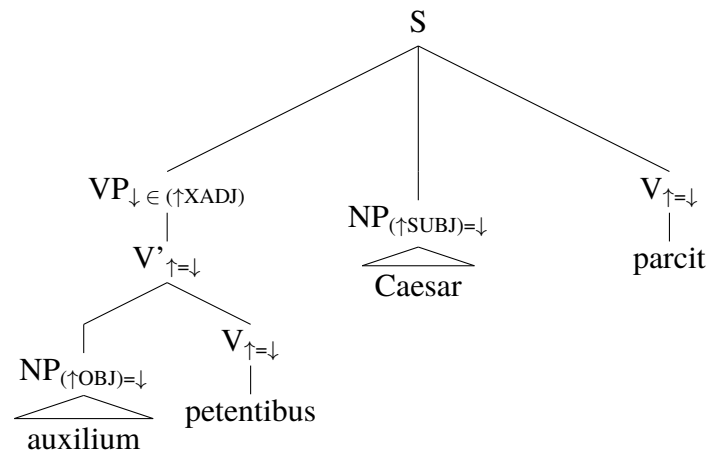 S
VP↓ ∈ (↑XADJ)
NP(↑SUBJ)=↓
V↑=↓
V’↑=↓
Caesar
parcit
NP(↑OBJ)=↓
V↑=↓
auxilium
petentibus